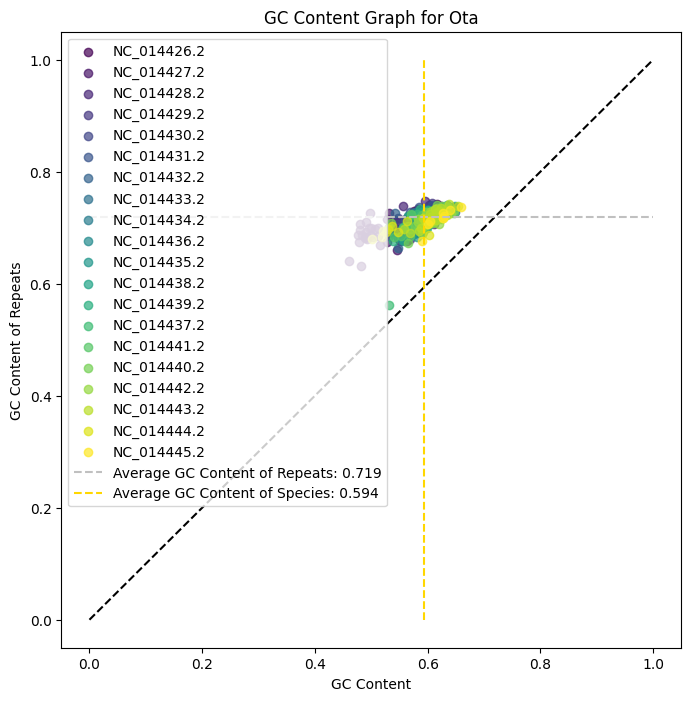 GC Content Graph for Ota
1.0
0.8
0.6
0.4
0.2
0.0
GC Content of Repeats
NC_014426.2
NC_014427.2
NC_014428.2
NC_014429.2
NC_014430.2
NC_014431.2
NC_014432.2
NC_014433.2
NC_014434.2
NC_014436.2
NC_014435.2
NC_014438.2
NC_014439.2
NC_014437.2
NC_014441.2
NC_014440.2
NC_014442.2
NC_014443.2
NC_014444.2
NC_014445.2
Average GC Content of Repeats: 0.719
Average GC Content of Species: 0.594
0.0 0.2 0.4 0.6 0.8 1.0
GC Content